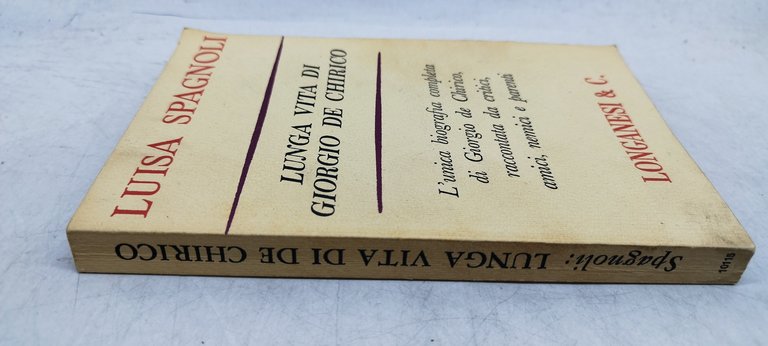 LUISA SPAGNOLI
LUNGA VITA DI
GIORGIO DE CHIRICO
L'unica biografia completa
di Giorgio de Chirico,
raccontata da critici,
amici, nemici e parenti
LONGANESI & C.
Spagnoli: LUNGA VITA DI DE CHIRICO
10115